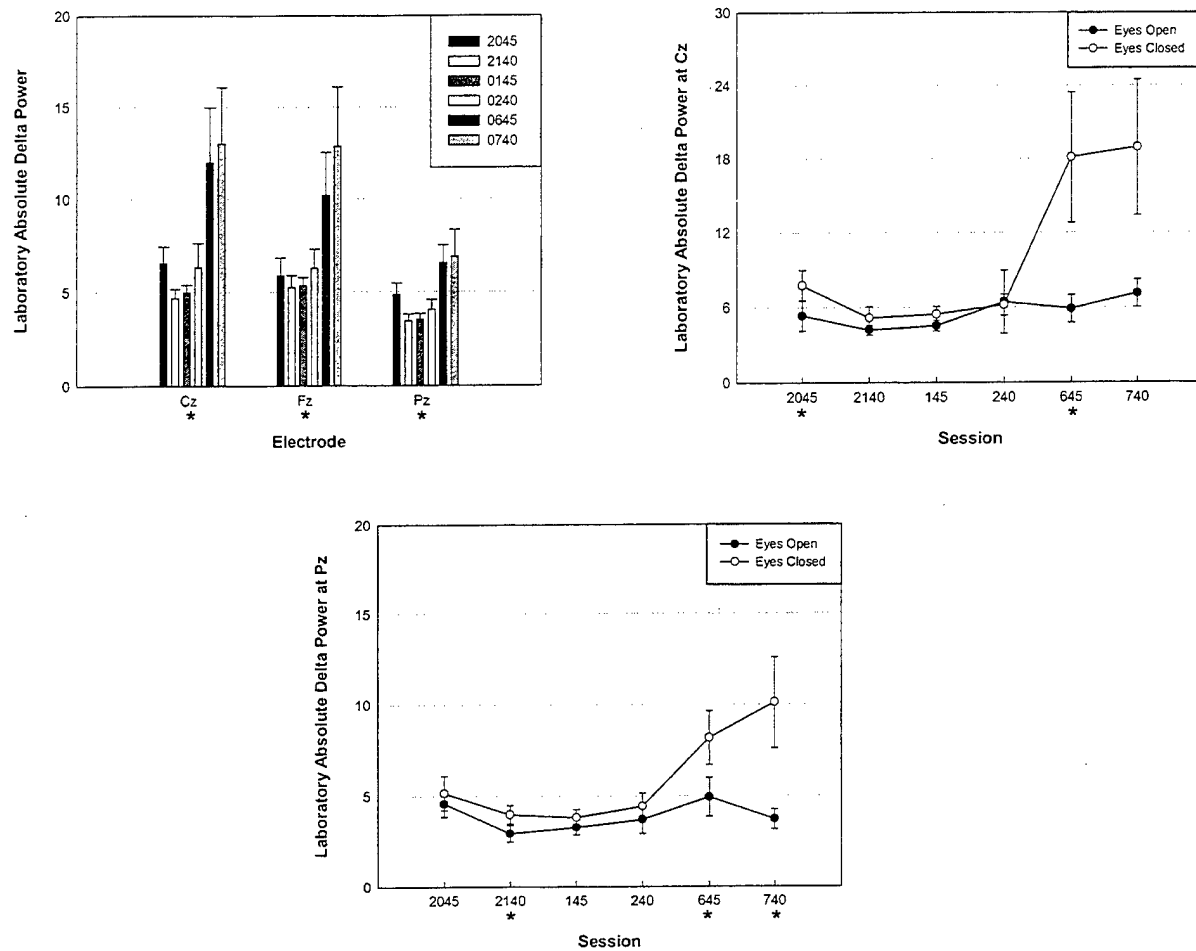 Laboratory Absolute Delta Power
20
15
10
5
0
2045
2140
0145
0240
0645
0740
Cz Fz Pz
* * *
Electrode
Laboratory Absolute Delta Power at Cz
30
24
18
12
6
0
Eyes Open
Eyes Closed
2045 2140 145 240 645 740
* *
Session
Laboratory Absolute Delta Power at Pz
20
15
10
5
0
Eyes Open
Eyes Closed
2045 2140 145 240 645 740
* * *
Session